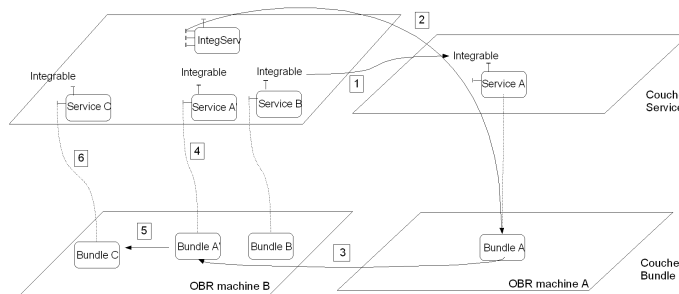 2
IntegServ
Integrable
Integrable
Integrable
Integrable
1
Service C
Service A'
Service B
Service A
Couch
Service
6
4
5
3
Bundle C
Bundle A'
Bundle B
Bundle A
Couche
Bundle
OBR machine B
OBR machine A